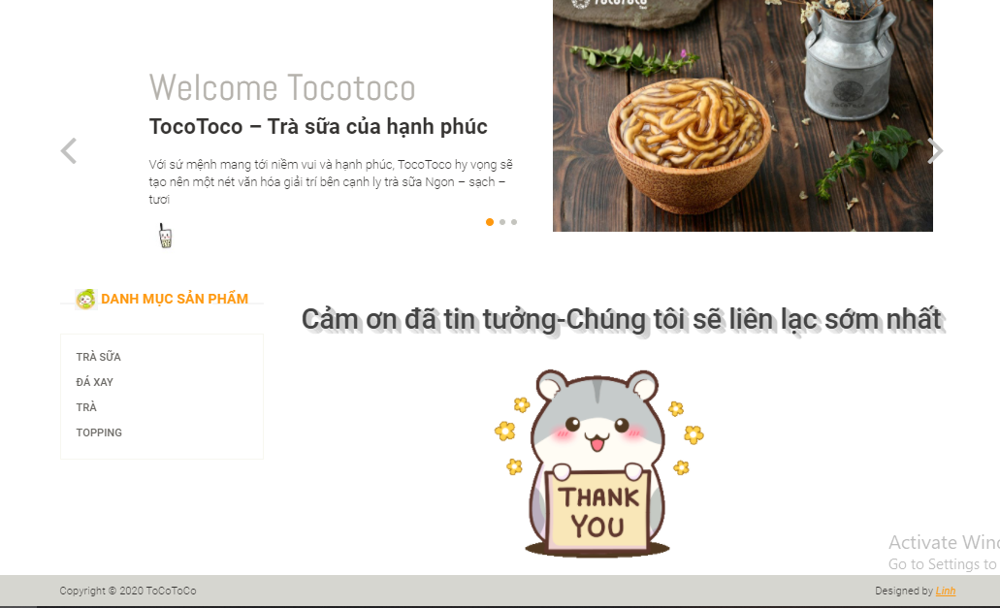 TocoToco
Welcome Tocotoco
TocoToco – Trà sữa của hạnh phúc
Với sứ mệnh mang tới niềm vui và hạnh phúc, TocoToco hy vọng sẽ
tạo nên một nét văn hóa giải trí bên cạnh ly trà sữa Ngon – sạch –
tươi
TocoToco
DANH MỤC SẢN PHẨM
TRÀ SỮA
ĐÁ XAY
TRÀ
TOPPING
Cảm ơn đã tin tưởng-Chúng tôi sẽ liên lạc sớm nhất
THANK
YOU
Activate Win
Go to Settings to
Copyright © 2020 ToCoToCo
Designed by Linh